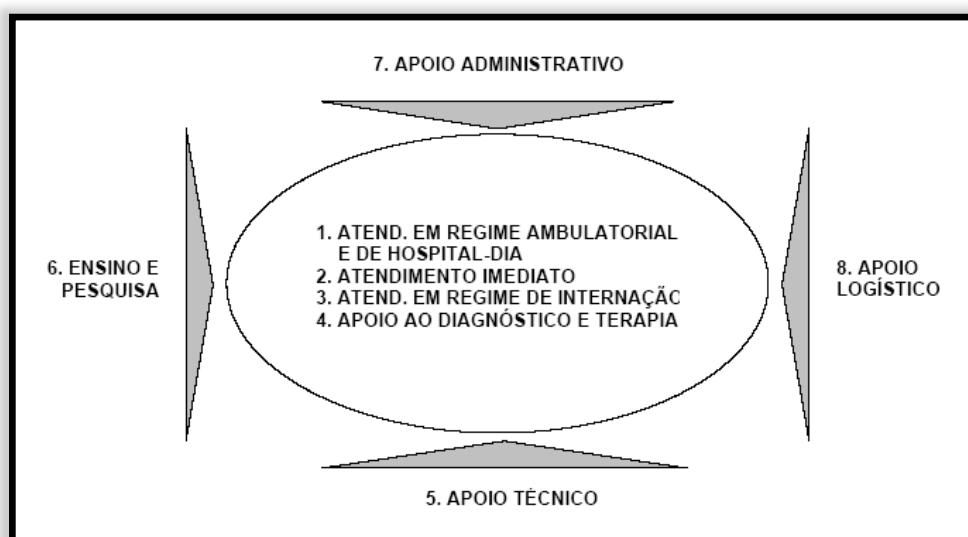 7. APOIO ADMINISTRATIVO
1. ATEND. EM REGIME AMBULATORIAL
E DE HOSPITAL-DIA
2. ATENDIMENTO IMEDIATO
3. ATEND. EM REGIME DE INTERNAÇÃO
4. APOIO AO DIAGNÓSTICO E TERAPIA
6. ENSINO E
PESQUISA
8. APOIO
LOGÍSTICO
5. APOIO TÉCNICO